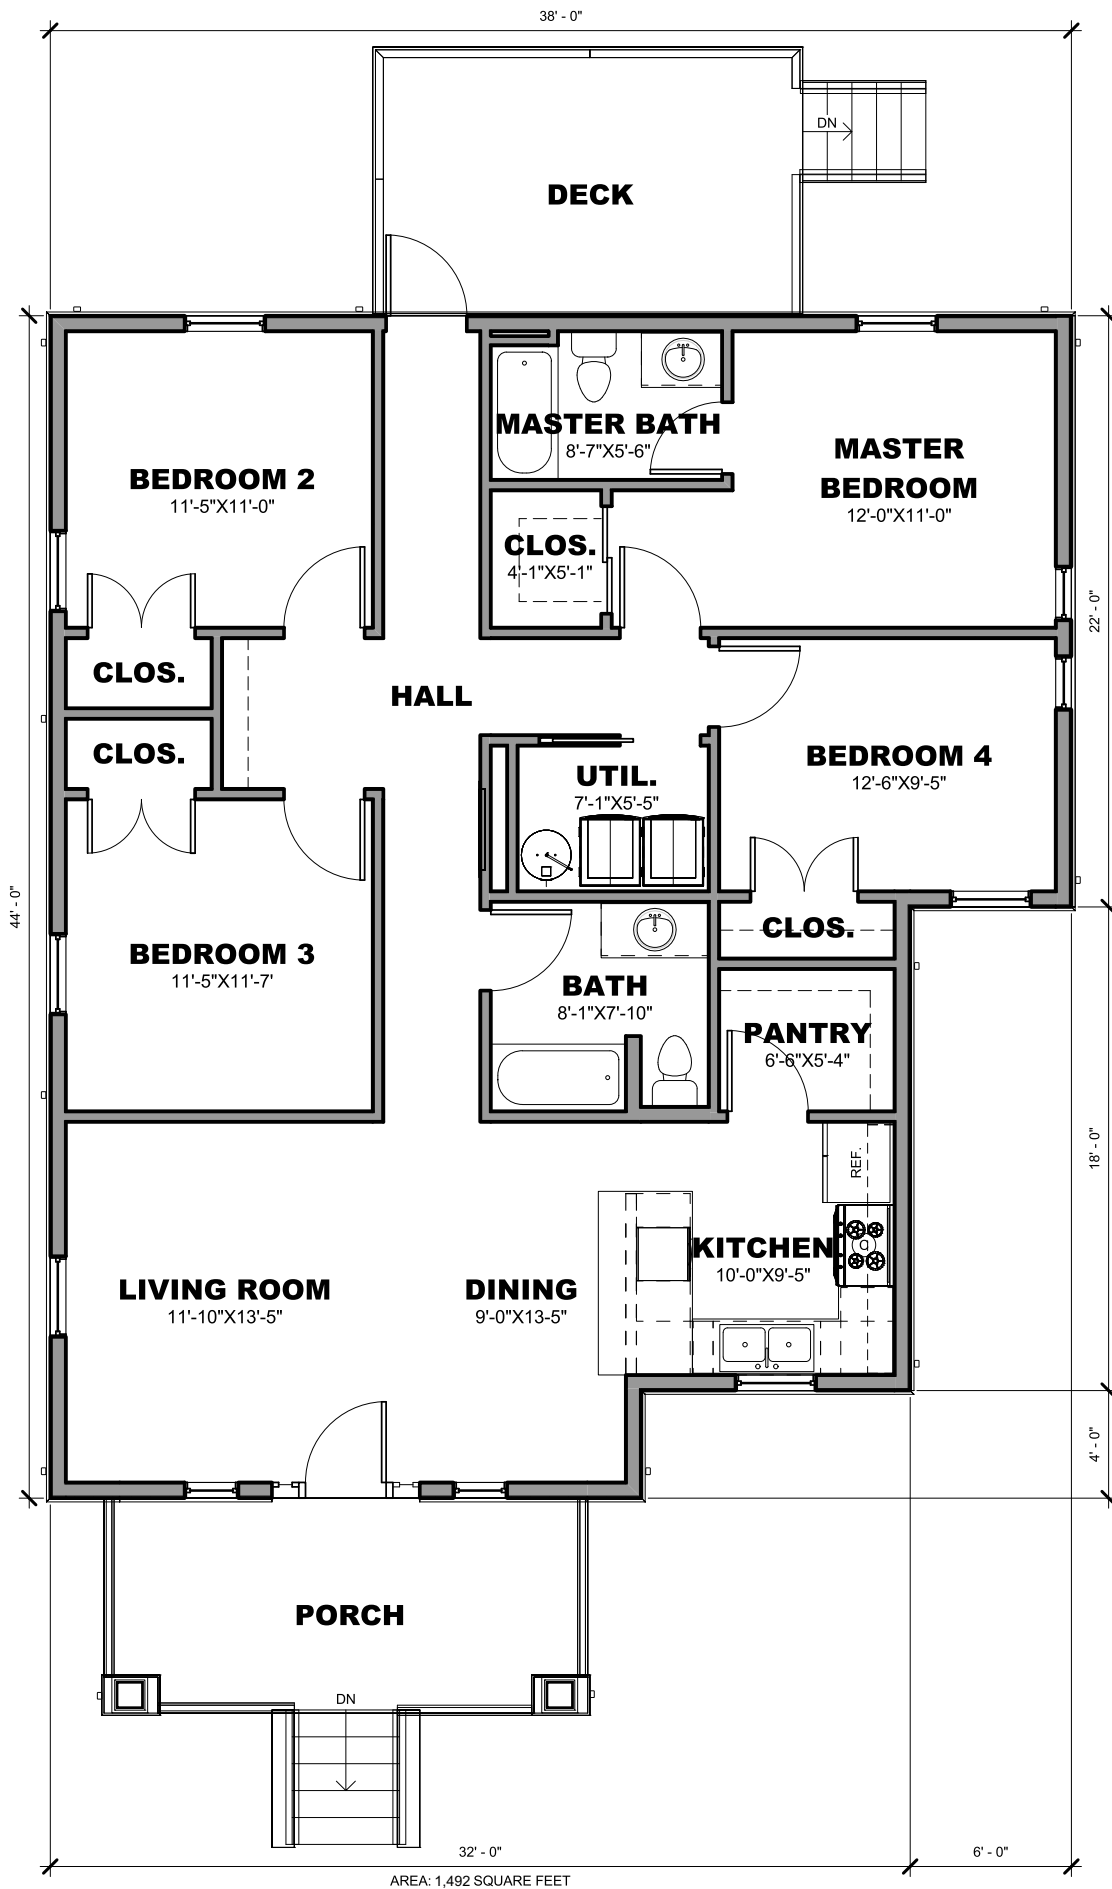 38' - 0"
DN
DECK
MASTER BATH
8'-7"X5'-6"
MASTER
BEDROOM
12'-0"X11'-0"
BEDROOM 2
11'-5"X11'-0"
CLOS.
4'-1"X5'-1"
22' - 0"
CLOS.
HALL
CLOS.
UTIL.
7'-1"X5'-5"
BEDROOM 4
12'-6"X9'-5"
44' - 0"
CLOS.
BEDROOM 3
11'-5"X11'-7'
BATH
8'-1"X7'-10"
PANTRY
6'-6"X5'-4"
18' - 0"
REF.
KITCHEN
10'-0"X9'-5"
LIVING ROOM
11'-10"X13'-5"
DINING
9'-0"X13-5"
4' - 0"
PORCH
DN
32' - 0"
6' - 0"
AREA: 1,492 SQUARE FEET